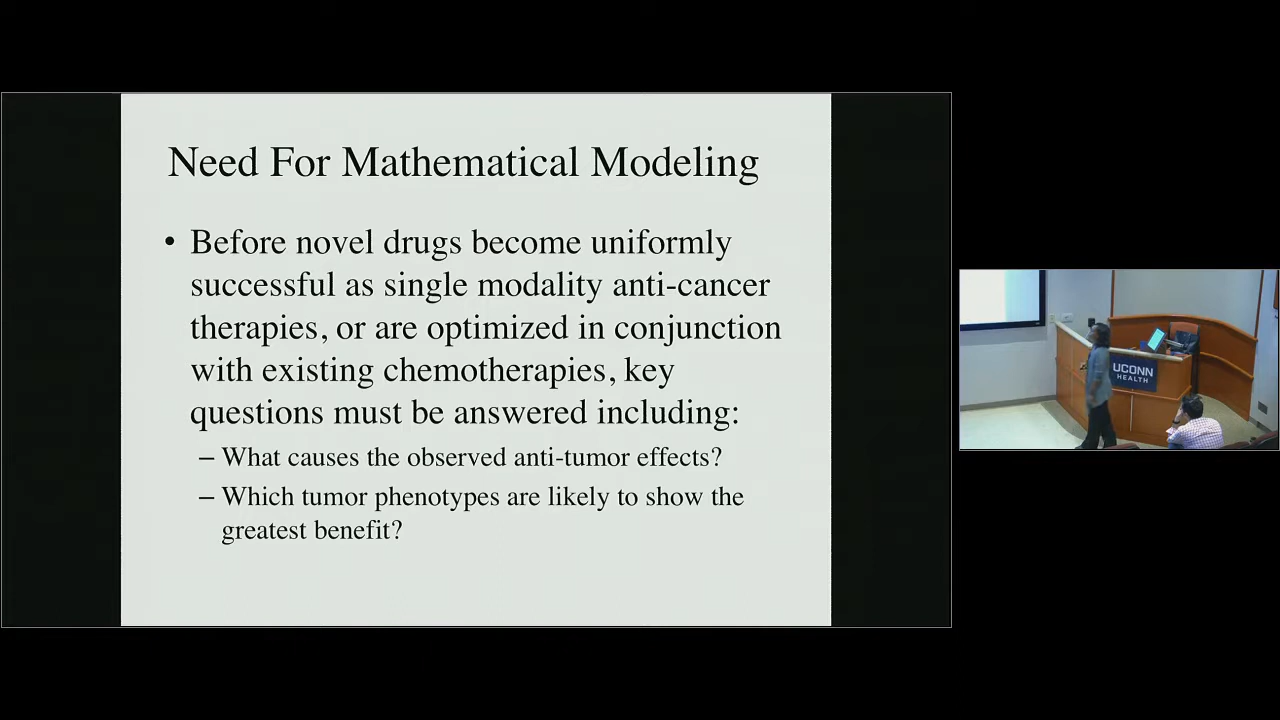 Need For Mathematical Modeling
• Before novel drugs become uniformly
successful as single modality anti-cancer
therapies, or are optimized in conjunction
with existing chemotherapies, key
questions must be answered including:
– What causes the observed anti-tumor effects?
– Which tumor phenotypes are likely to show the
greatest benefit?
UCONN
HEALTH